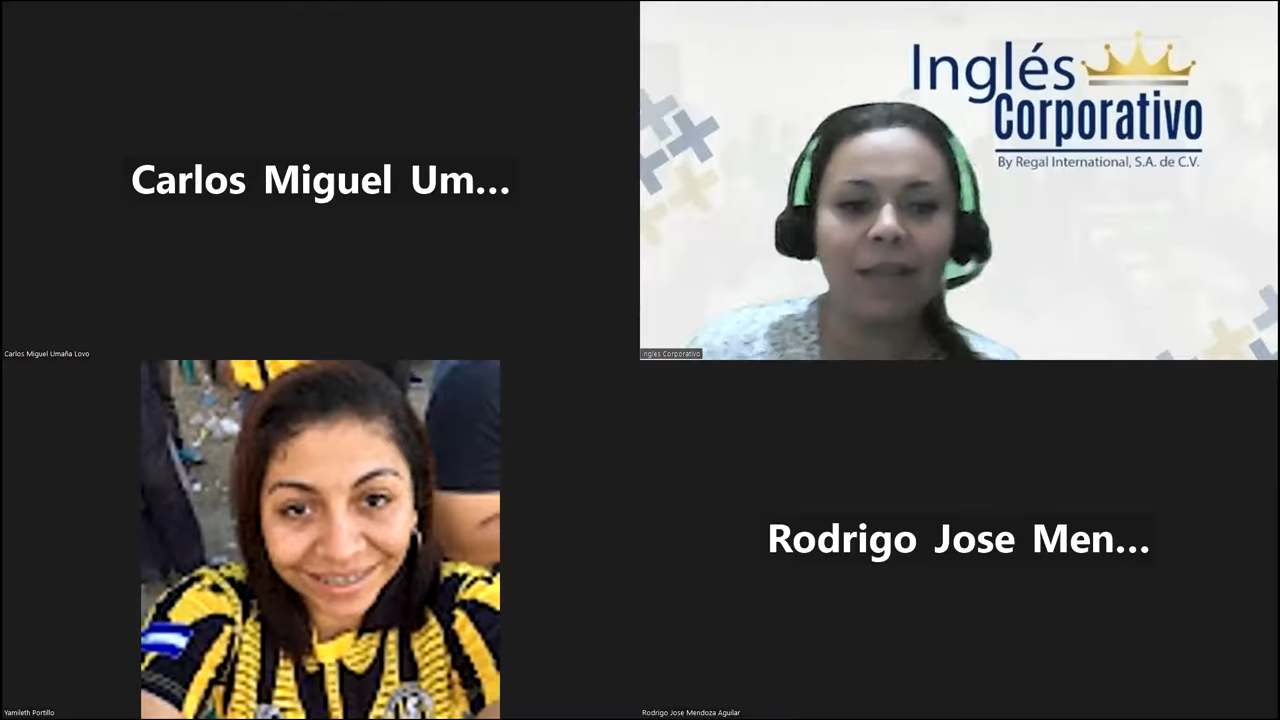 Carlos Miguel Um...
Carlos Miguel Umaña Lovo
Inglés
Corporativo
By Regal International, S.A. de C.V.
Ingles Corporativo
Yamileth Portillo
Rodrigo Jose Men...
Rodrigo Jose Mendoza Aguilar